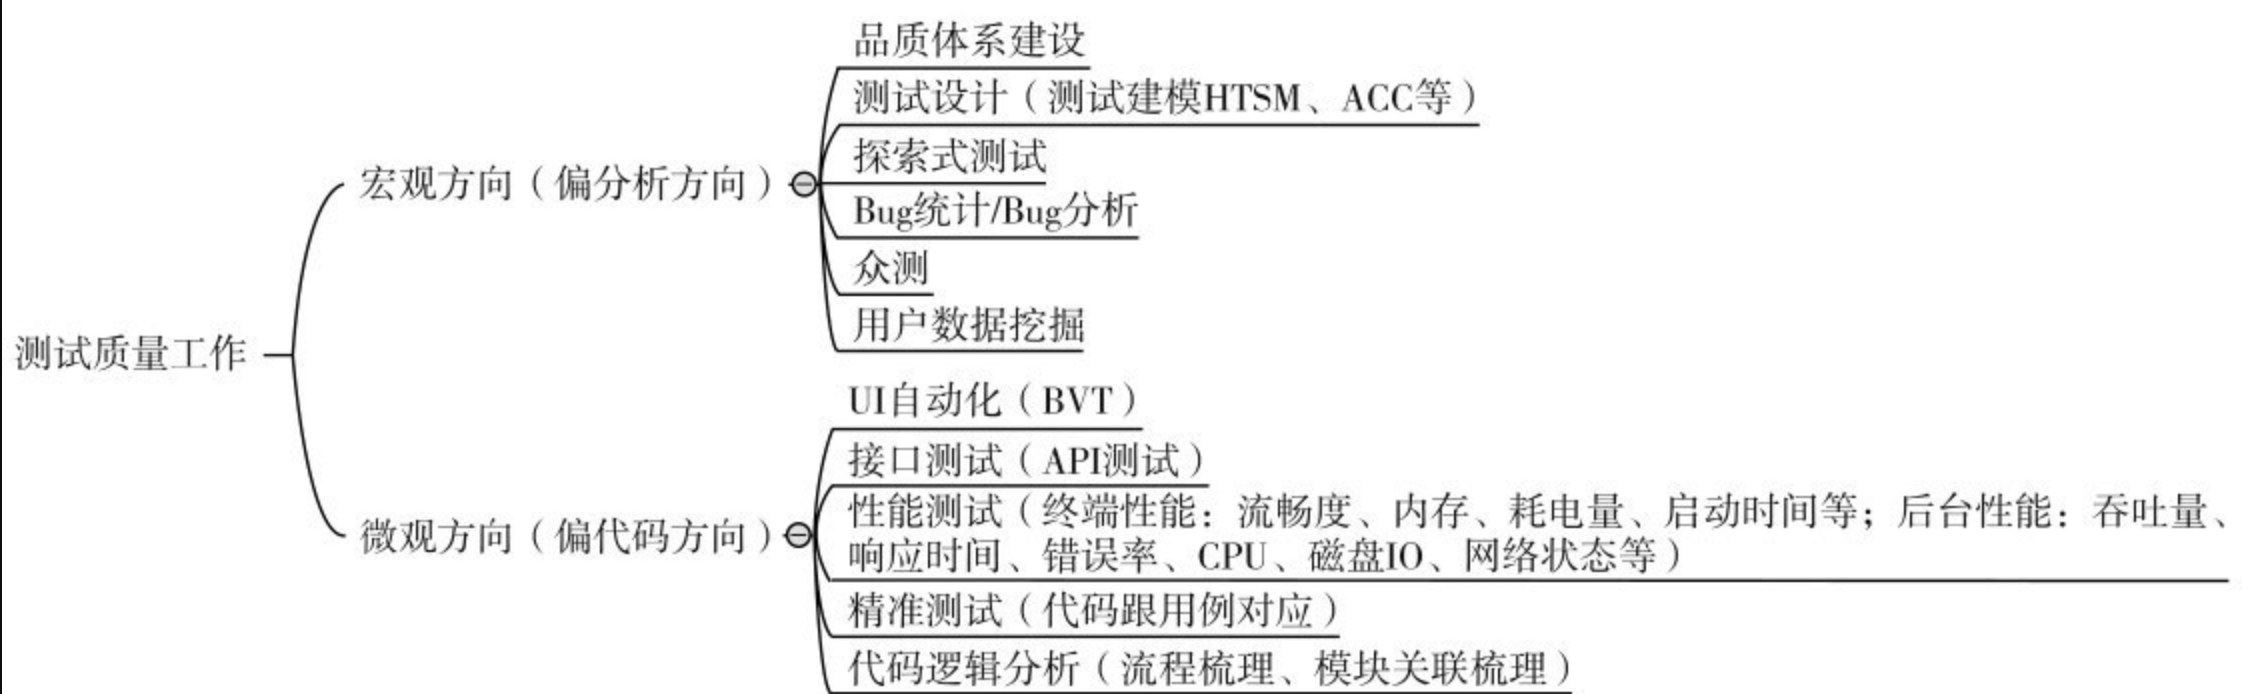 测试质量工作
宏观方向（偏分析方向）
品质体系建设
测试设计（测试建模HTSM、ACC等）
探索式测试
Bug统计/Bug分析
众测
用户数据挖掘
微观方向（偏代码方向）
UI自动化（BVT）
接口测试（API测试）
性能测试（终端性能：流畅度、内存、耗电量、启动时间等；后台性能：吞吐量、
响应时间、错误率、CPU、磁盘IO、网络状态等）
精准测试（代码跟用例对应）
代码逻辑分析（流程梳理、模块关联梳理）